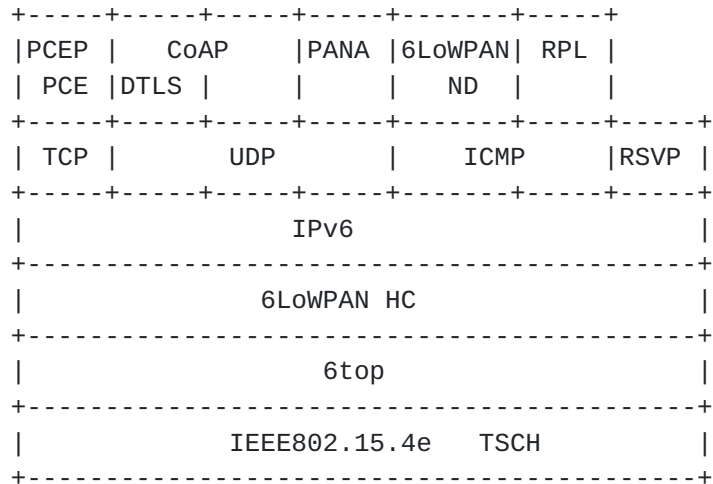 +-----+-----+-----+-----+-------+-----+
|PCEP |   CoAP    |PANA |6LoWPAN| RPL |
| PCE |DTLS |     |     |   ND  |     |
+-----+-----+-----+-----+-------+-----+-----+
| TCP |       UDP       |    ICMP     |RSVP |
+-----+-----+-----+-----+-------+-----+-----+
|                 IPv6                      |
+-------------------------------------------+
|               6LoWPAN HC                  |
+-------------------------------------------+
|                   6top                    |
+-------------------------------------------+
|             IEEE802.15.4e   TSCH          |
+-------------------------------------------+